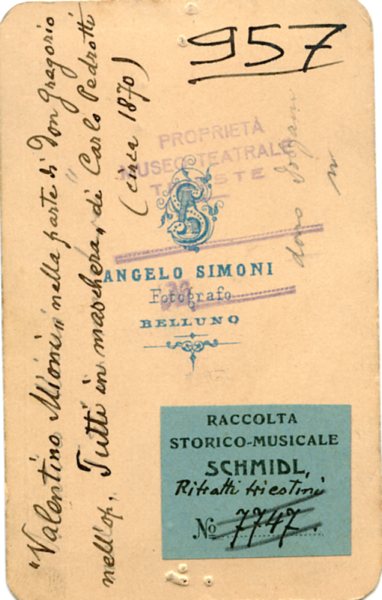 957
"Valentino Mioni" nella parte di Don Gregorio
nell'op. "Tutti in maschera" di Carlo Pedrotti
(circa 1870)
PROPRIETÀ
MUSEO TEATRALE
TRIESTE
ANGELO SIMONI
Fotografo
BELLUNO
dono
RACCOLTA
STORICO-MUSICALE
SCHMIDL,
Ritratti triestini
No 7747.